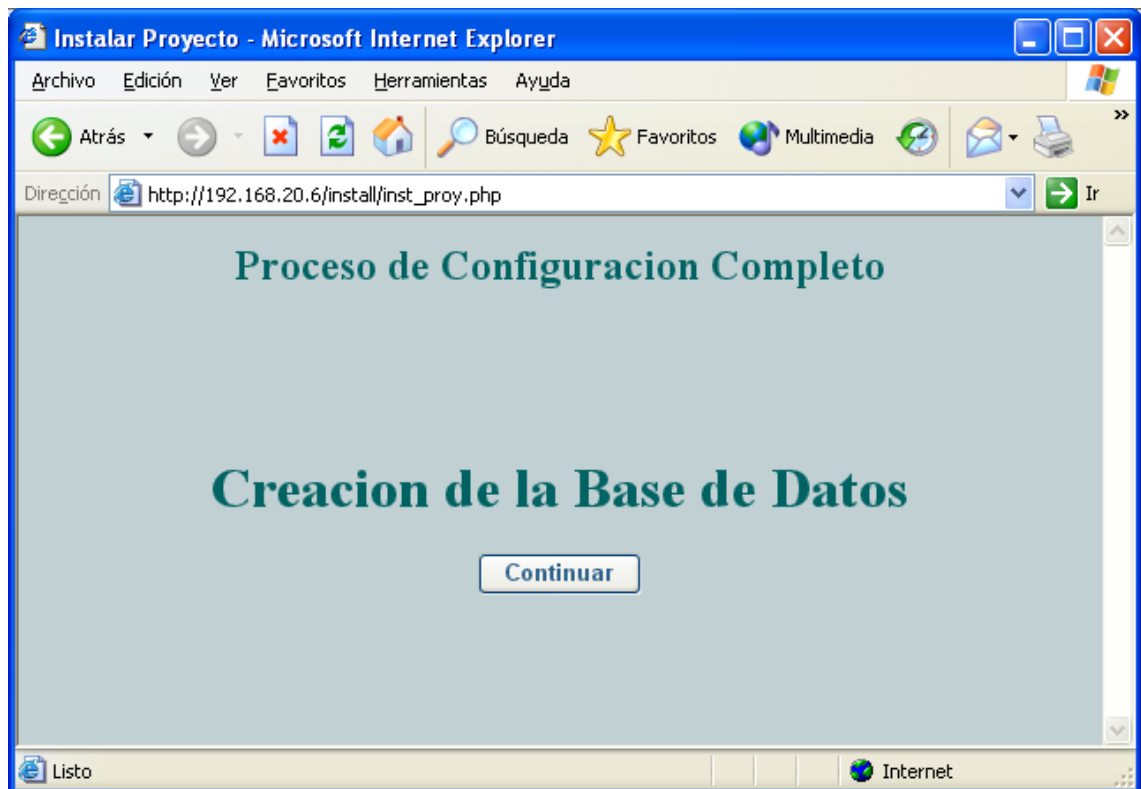 Instalar Proyecto - Microsoft Internet Explorer
Archivo Edición Ver Favoritos Herramientas Ayuda
Atrás Búsqueda Favoritos Multimedia »
Dirección http://192.168.20.6/install/inst_proy.php Ir
Proceso de Configuracion Completo
Creacion de la Base de Datos
Continuar
Listo Internet